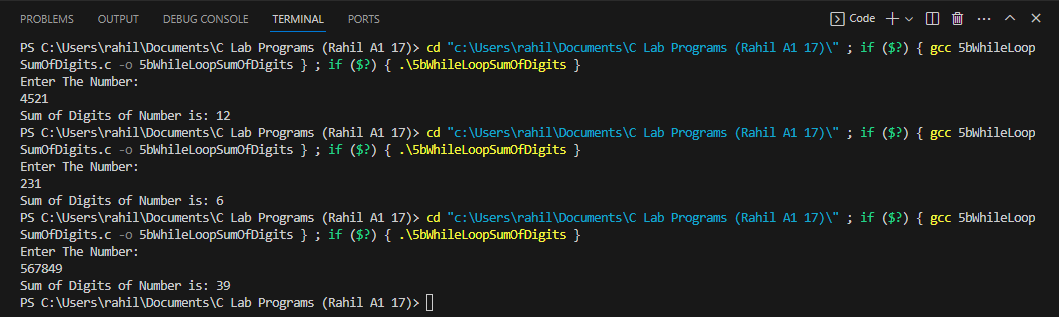 PROBLEMS OUTPUT DEBUG CONSOLE TERMINAL PORTS Code
PS C:\Users\rahil\Documents\C Lab Programs (Rahil A1 17)> cd "c:\Users\rahil\Documents\C Lab Programs (Rahil A1 17)\" ; if ($?) { gcc 5bWhileLoop
SumOfDigits.c -o 5bWhileLoopSumOfDigits } ; if ($?) { .\5bWhileLoopSumOfDigits }
Enter The Number:
4521
Sum of Digits of Number is: 12
PS C:\Users\rahil\Documents\C Lab Programs (Rahil A1 17)> cd "c:\Users\rahil\Documents\C Lab Programs (Rahil A1 17)\" ; if ($?) { gcc 5bWhileLoop
SumOfDigits.c -o 5bWhileLoopSumOfDigits } ; if ($?) { .\5bWhileLoopSumOfDigits }
Enter The Number:
231
Sum of Digits of Number is: 6
PS C:\Users\rahil\Documents\C Lab Programs (Rahil A1 17)> cd "c:\Users\rahil\Documents\C Lab Programs (Rahil A1 17)\" ; if ($?) { gcc 5bWhileLoop
SumOfDigits.c -o 5bWhileLoopSumOfDigits } ; if ($?) { .\5bWhileLoopSumOfDigits }
Enter The Number:
567849
Sum of Digits of Number is: 39
PS C:\Users\rahil\Documents\C Lab Programs (Rahil A1 17)>